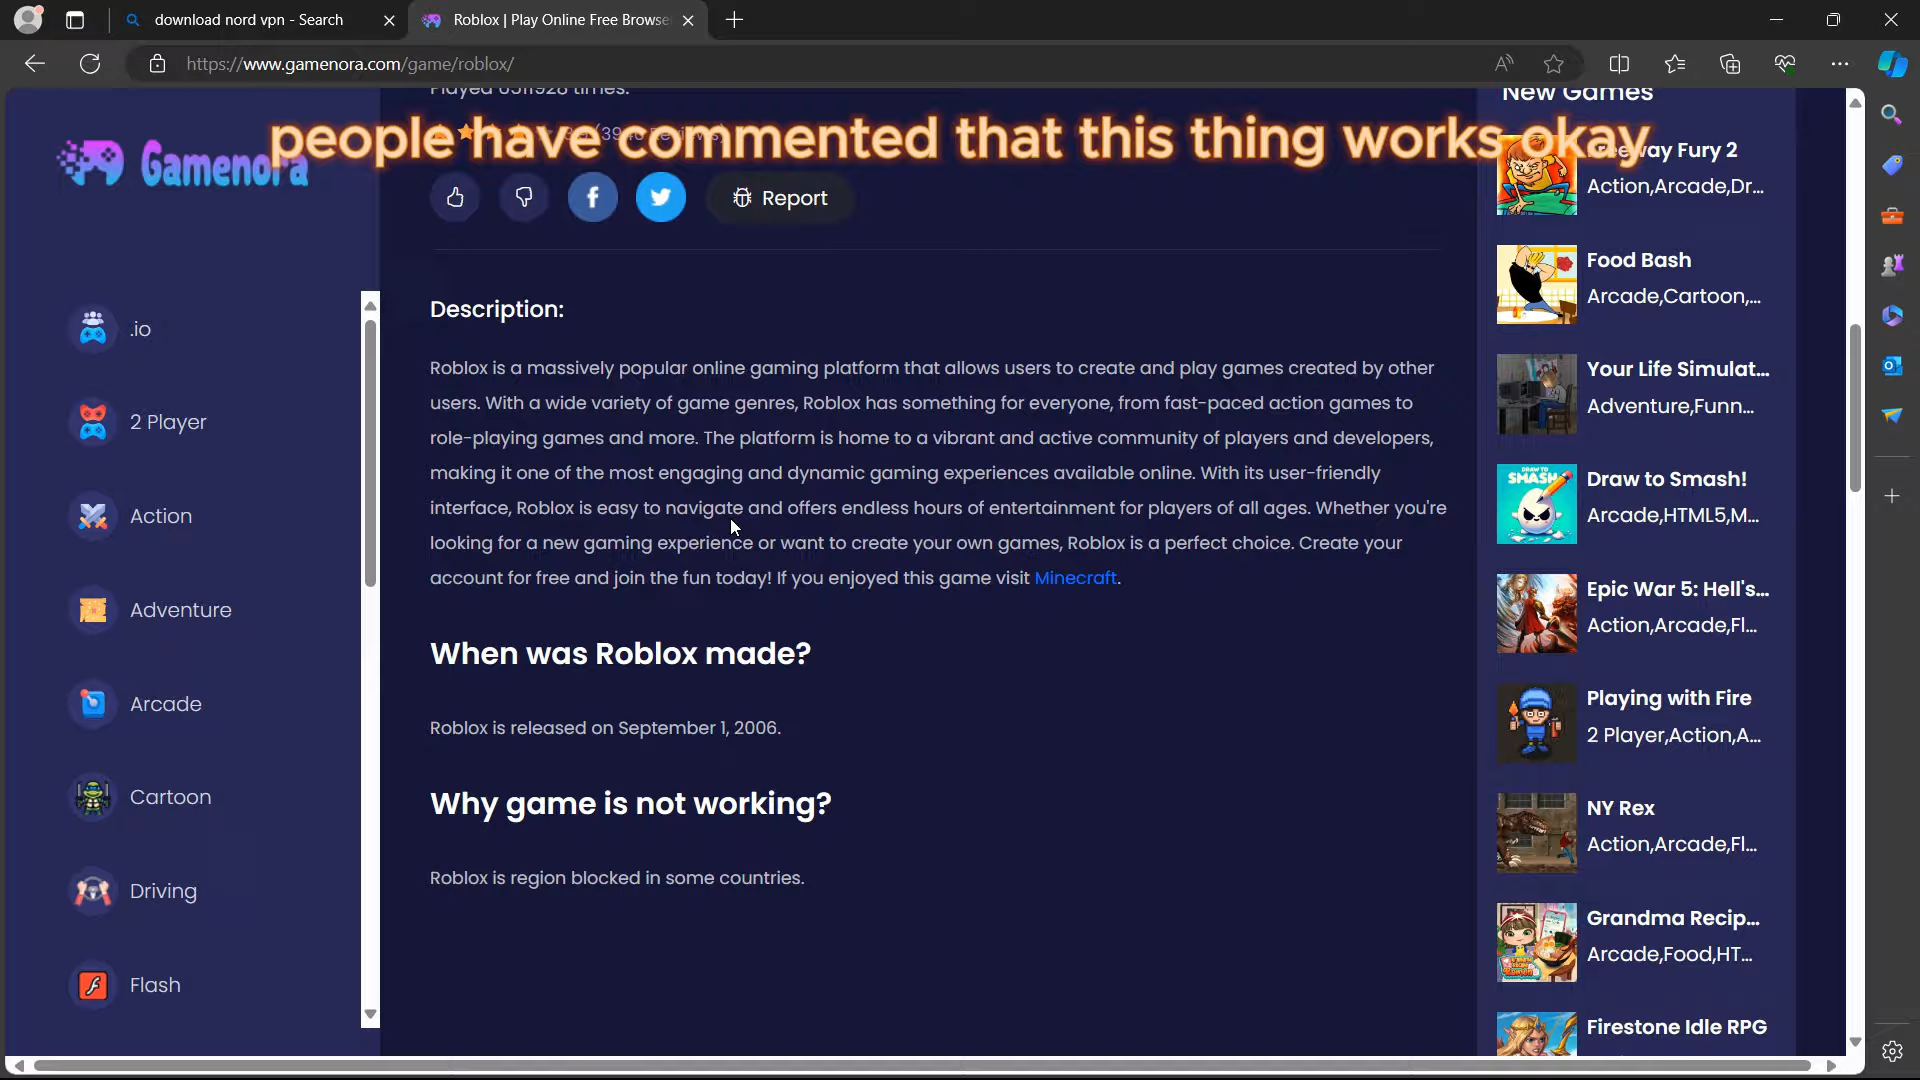 download nord vpn - Search
Roblox | Play Online Free Browse
https://www.gamenora.com/game/roblox/
people have commented that this thing works okay
Gamenora
.io
2 Player
Action
Adventure
Arcade
Cartoon
Driving
Flash
Played 6511928 times.
Report
Description:
Roblox is a massively popular online gaming platform that allows users to create and play games created by other
users. With a wide variety of game genres, Roblox has something for everyone, from fast-paced action games to
role-playing games and more. The platform is home to a vibrant and active community of players and developers,
making it one of the most engaging and dynamic gaming experiences available online. With its user-friendly
interface, Roblox is easy to navigate and offers endless hours of entertainment for players of all ages. Whether you're
looking for a new gaming experience or want to create your own games, Roblox is a perfect choice. Create your
account for free and join the fun today! If you enjoyed this game visit Minecraft.
When was Roblox made?
Roblox is released on September 1, 2006.
Why game is not working?
Roblox is region blocked in some countries.
New Games
Freeway Fury 2
Action,Arcade,Dr...
Food Bash
Arcade,Cartoon,...
Your Life Simulat...
Adventure,Funn...
DRAW TO
SMASH!
Draw to Smash!
Arcade,HTML5,M...
Epic War 5: Hell's...
Action,Arcade,Fl...
Playing with Fire
2 Player,Action,A...
NY Rex
Action,Arcade,Fl...
Grandma Recip...
Arcade,Food,HT...
Firestone Idle RPG